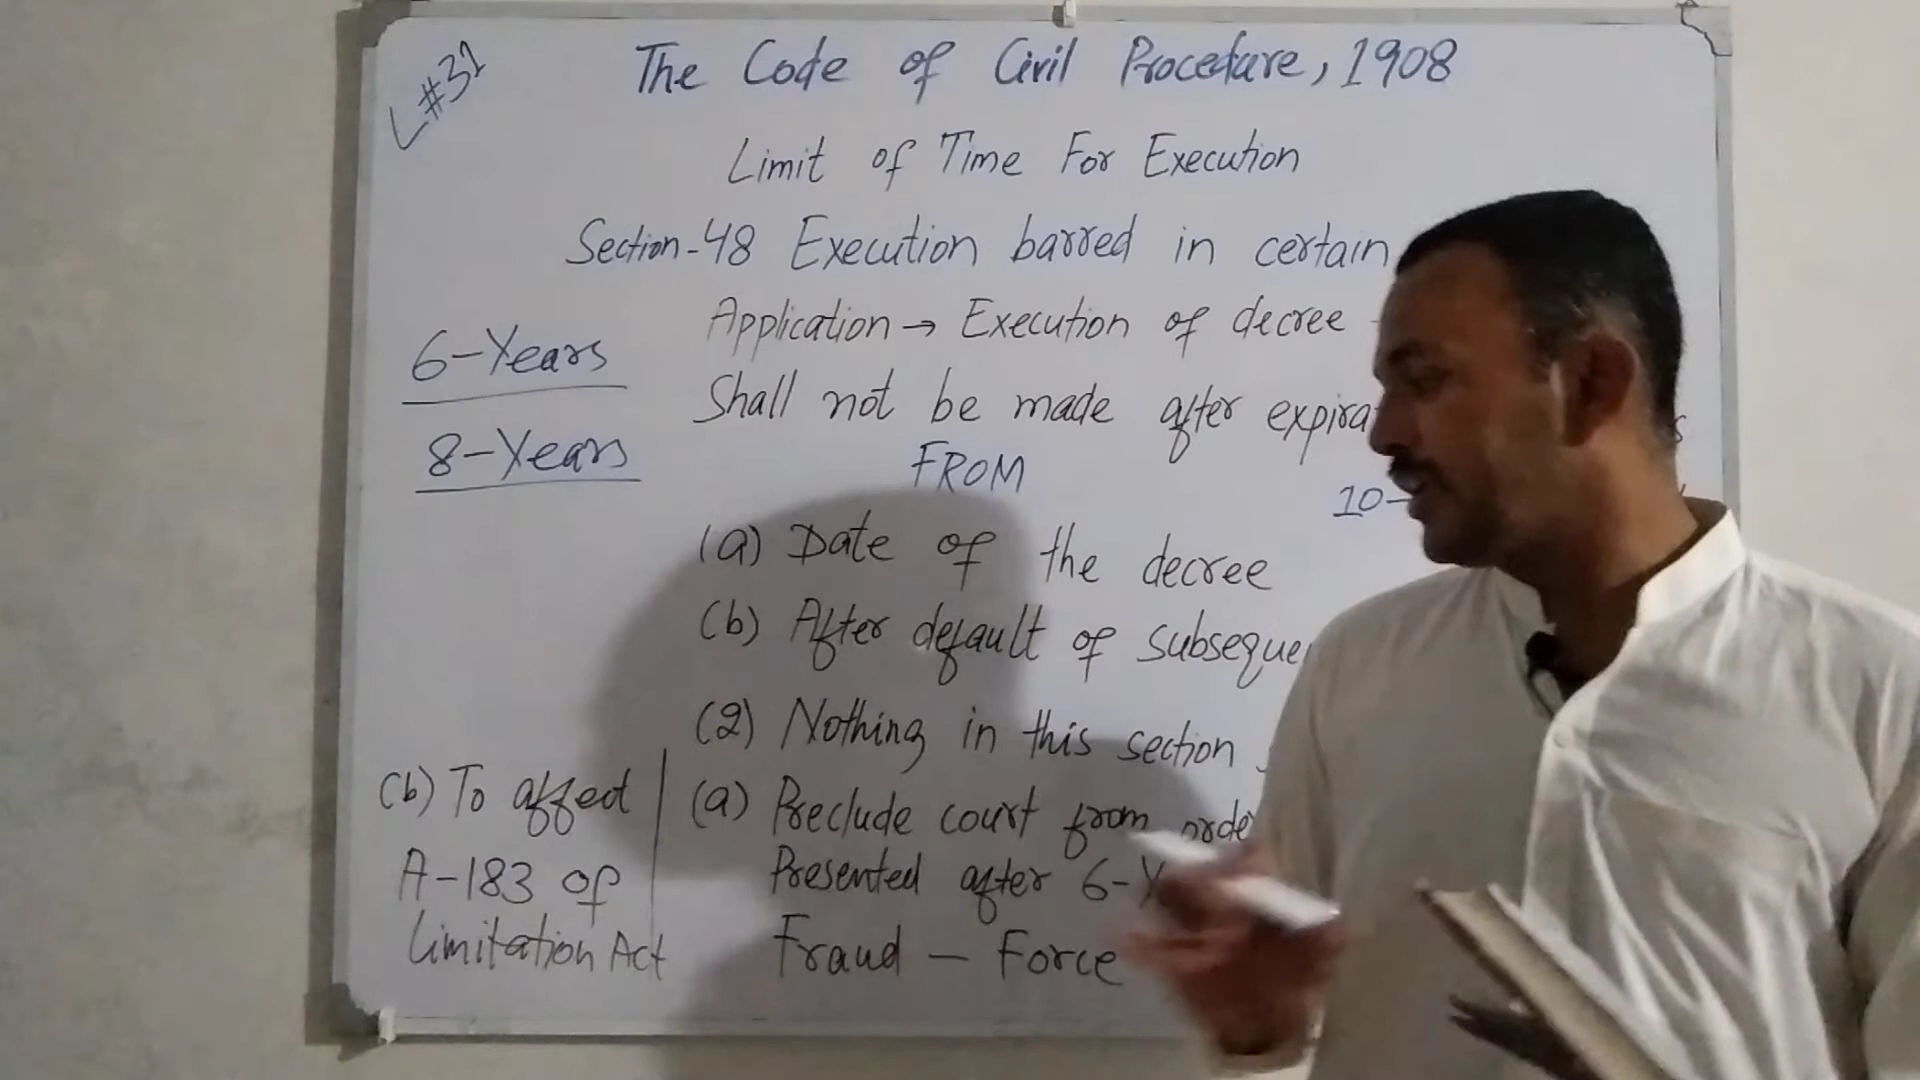 L#31
The Code of Civil Procedure, 1908
Limit of Time For Execution
Section-48 Execution barred in certain
Application → Execution of decree
6-Years
Shall not be made after expira
8-Years
FROM
10-
(a) Date of the decree
(b) After default of subseque
(2) Nothing in this section
(a) Preclude court from orde
Presented after 6-Y
Fraud - Force
(b) To affect
A-183 of
Limitation Act